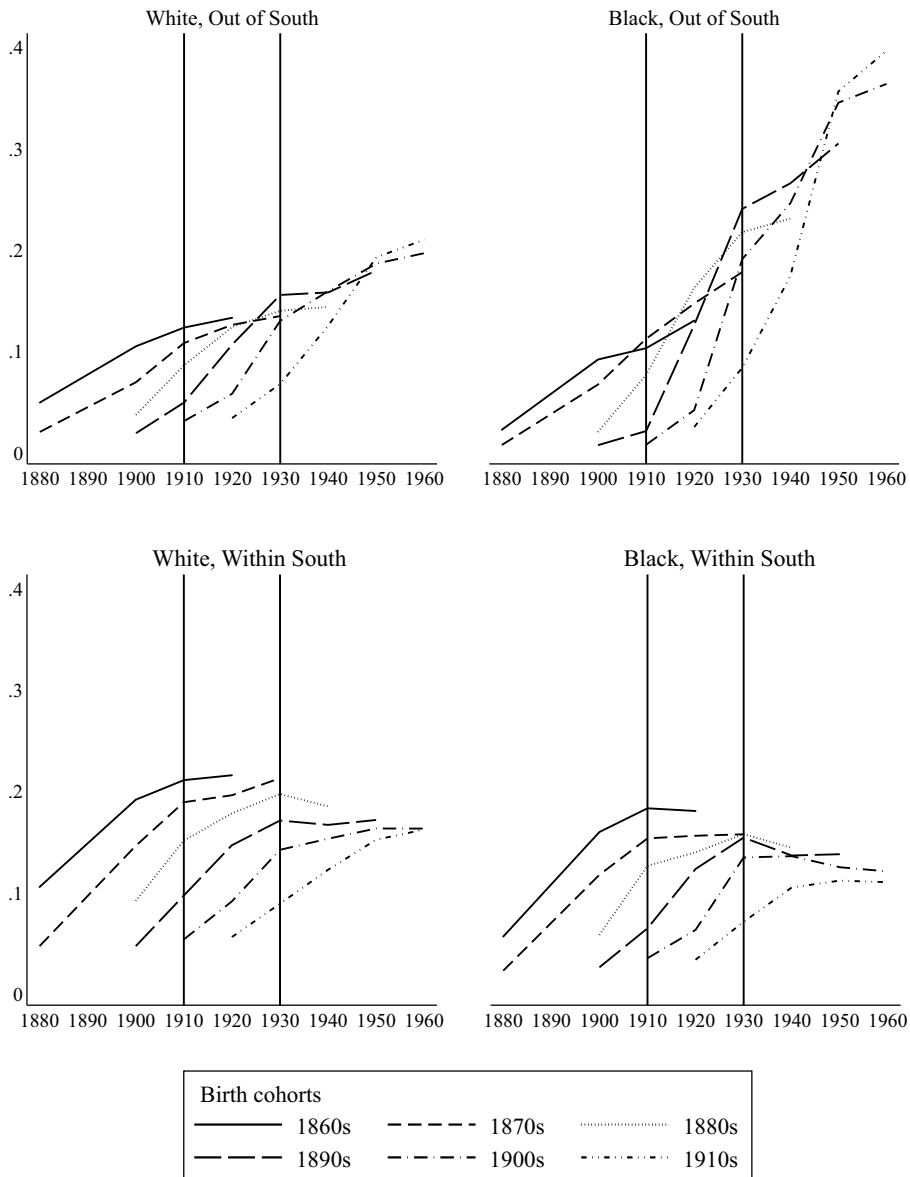 White, Out of South
Black, Out of South
.4
.3
.2
.1
0
1880 1890 1900 1910 1920 1930 1940 1950 1960
1880 1890 1900 1910 1920 1930 1940 1950 1960
White, Within South
Black, Within South
.4
.3
.2
.1
0
1880 1890 1900 1910 1920 1930 1940 1950 1960
1880 1890 1900 1910 1920 1930 1940 1950 1960
Birth cohorts
1860s 1870s 1880s
1890s 1900s 1910s